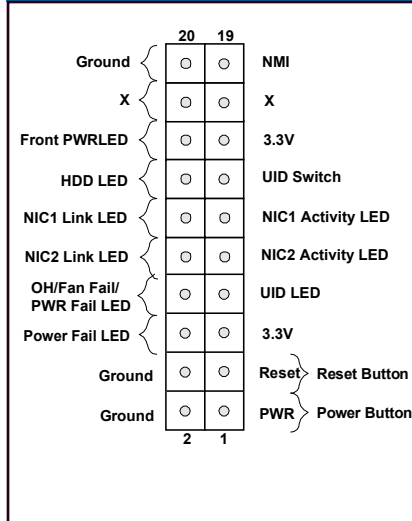 20 19
Ground NMI
X X
Front PWRLED 3.3V
HDD LED UID Switch
NIC1 Link LED NIC1 Activity LED
NIC2 Link LED NIC2 Activity LED
OH/Fan Fail/
PWR Fail LED UID LED
Power Fail LED 3.3V
Ground Reset Reset Button
Ground PWR Power Button
2 1